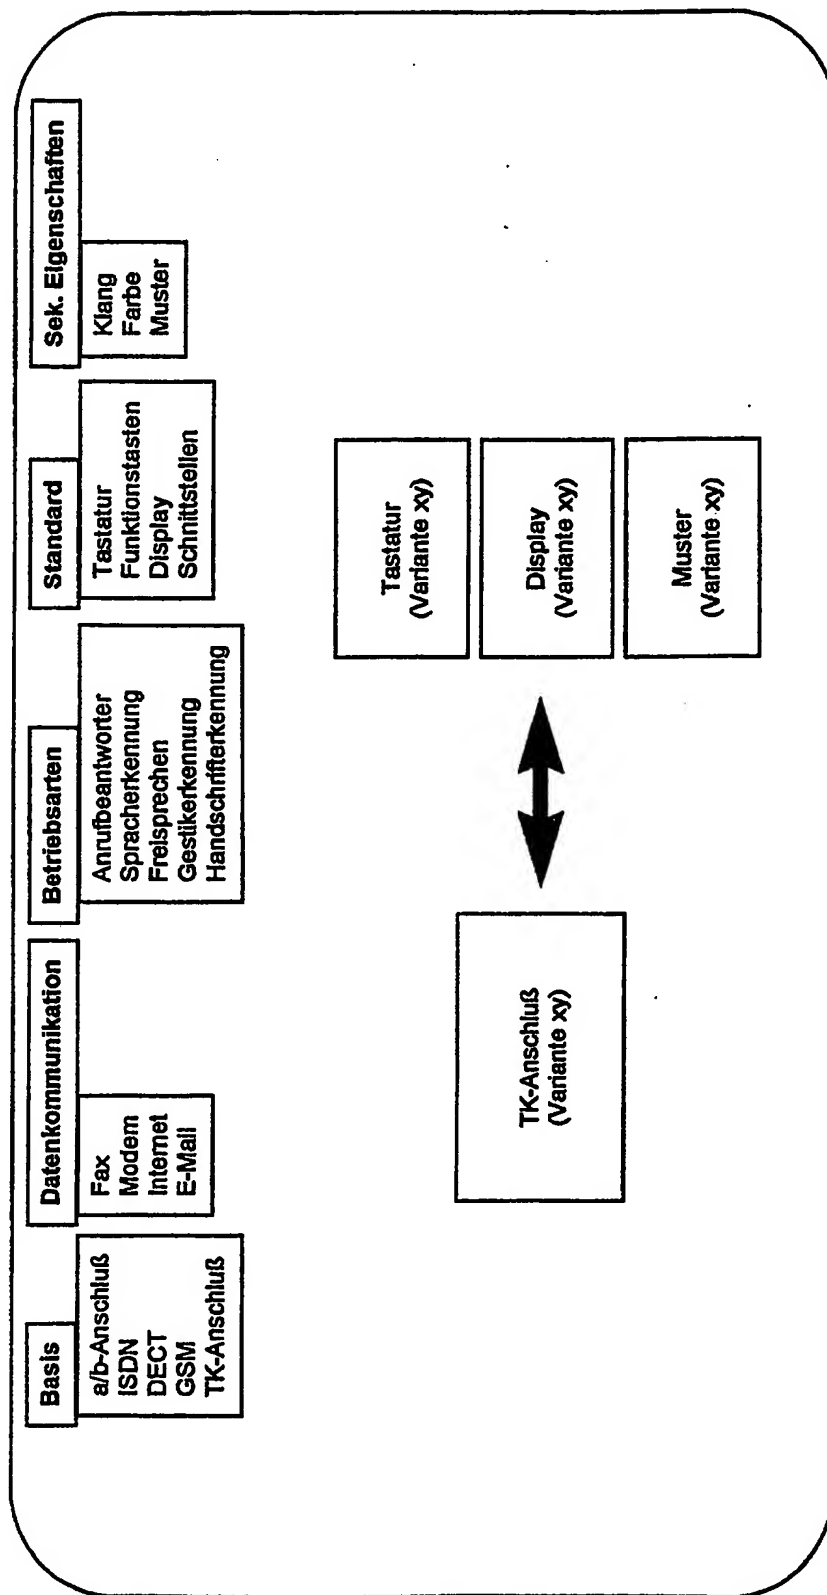 Basis
a/b-Anschluß
ISDN
DECT
GSM
TK-Anschluß
Datenkommunikation
Fax
Modem
Internet
E-Mail
Betriebsarten
Anrufbeantworter
Spracherkennung
Freisprechen
Gestikerkennung
Handschrifterkennung
Standard
Tastatur
Funktionstasten
Display
Schnittstellen
Sek. Eigenschaften
Klang
Farbe
Muster
TK-Anschluß
(Variante xy)
Tastatur
(Variante xy)
Display
(Variante xy)
Muster
(Variante xy)